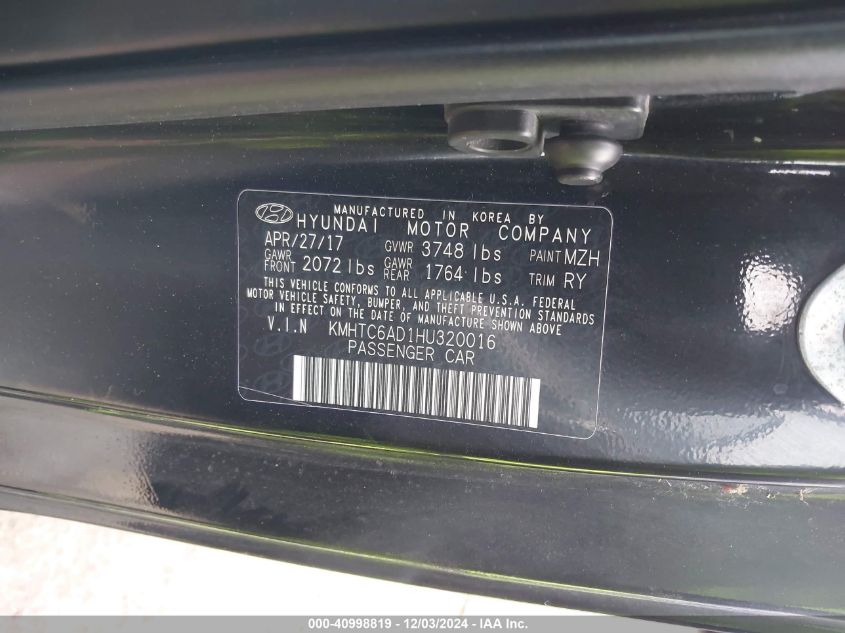 MANUFACTURED IN KOREA BY
HYUNDAI MOTOR COMPANY
APR/27/17 GVWR 3748 lbs PAINT MZH
GAWR FRONT 2072 lbs GAWR REAR 1764 lbs TRIM RY
THIS VEHICLE CONFORMS TO ALL APPLICABLE U.S.A. FEDERAL
MOTOR VEHICLE SAFETY, BUMPER, AND THEFT PREVENTION STANDARDS
IN EFFECT ON THE DATE OF MANUFACTURE SHOWN ABOVE
V.I.N KMHTC6AD1HU320016
PASSENGER CAR
000-40998819 - 12/03/2024 - IAA Inc.